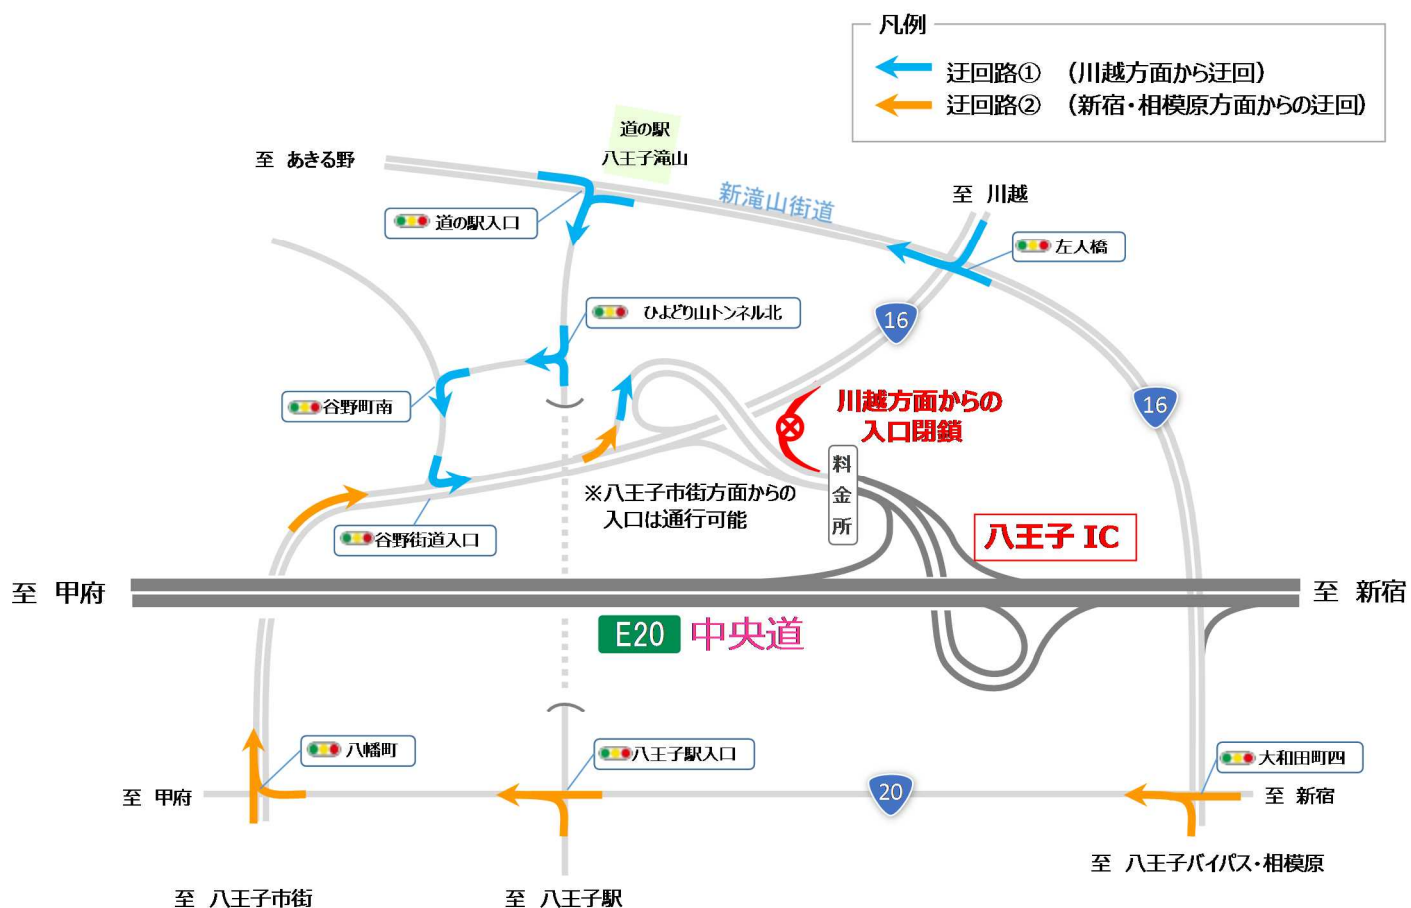 凡例
迂回路① （川越方面から迂回）
迂回路② （新宿・相模原方面からの迂回）
道の駅
八王子滝山
至 あきる野
新滝山街道
至 川越
道の駅入口
左入橋
ひよどり山トンネル北
16
谷野町南
川越方面からの
入口閉鎖
16
料金所
※八王子市街方面からの
入口は通行可能
谷野街道入口
八王子 IC
至 甲府
至 新宿
E20 中央道
八幡町
八王子駅入口
大和田町四
至 甲府
20
至 新宿
至 八王子バイパス・相模原
至 八王子市街
至 八王子駅